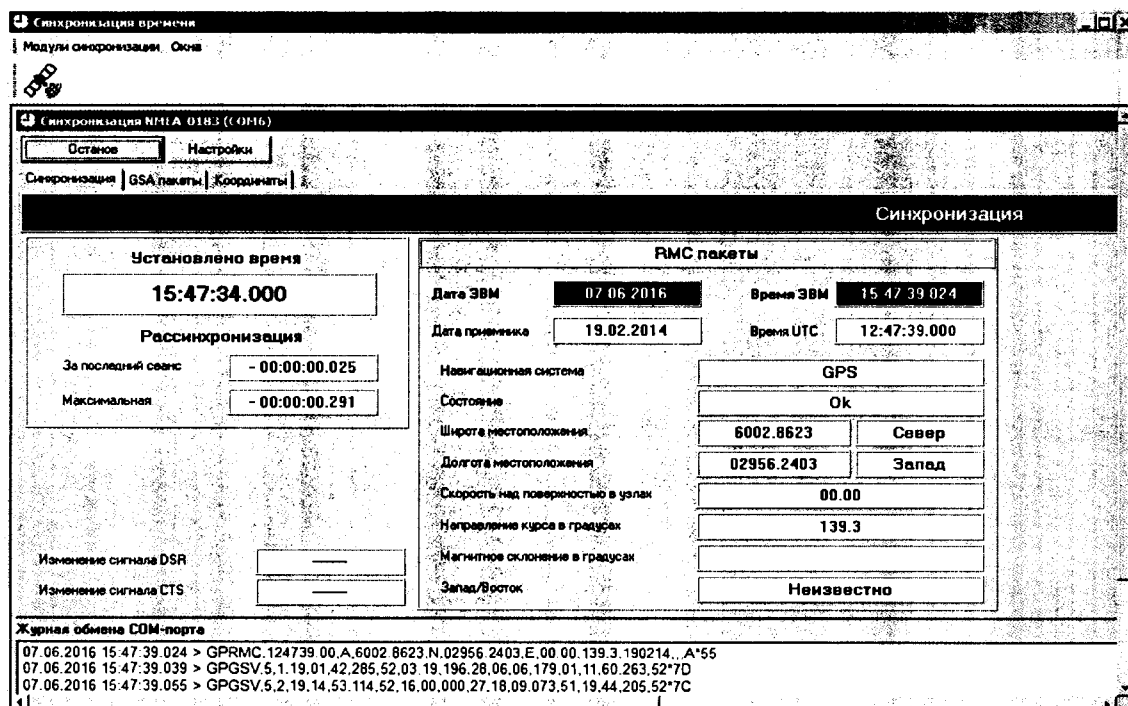 Синхронизация времени
Модули синхронизации Окна
Синхронизация NMEA-0183 (COM6)
Останов Настройки
Синхронизация GSA пакеты Координаты
Синхронизация
Установлено время
15:47:34.000
Рассинхронизация
За последний сеанс - 00:00:00.025
Максимальная - 00:00:00.291
Изменение сигнала DSR
Изменение сигнала CTS
RMC пакеты
Дата ЭВМ 07.06.2016 Время ЭВМ 15:47:39.024
Дата приемника 19.02.2014 Время UTC 12:47:39.000
Навигационная система GPS
Состояние Ok
Широта местоположения 6002.8623 Север
Долгота местоположения 02956.2403 Запад
Скорость над поверхностью в узлах 00.00
Направление курса в градусах 139.3
Магнитное склонение в градусах
Запад/Восток Неизвестно
Журнал обмена COM-порта
07.06.2016 15:47:39.024 > GPRMC,124739.00,A,6002.8623,N,02956.2403,E,00.00,139.3,190214,,,A*55
07.06.2016 15:47:39.039 > GPGSV,5,1,19,01,42,285,52,03,19,196,28,06,06,179,01,11,60,263,52*7D
07.06.2016 15:47:39.055 > GPGSV,5,2,19,14,53,114,52,16,00,000,27,18,09,073,51,19,44,205,52*7C